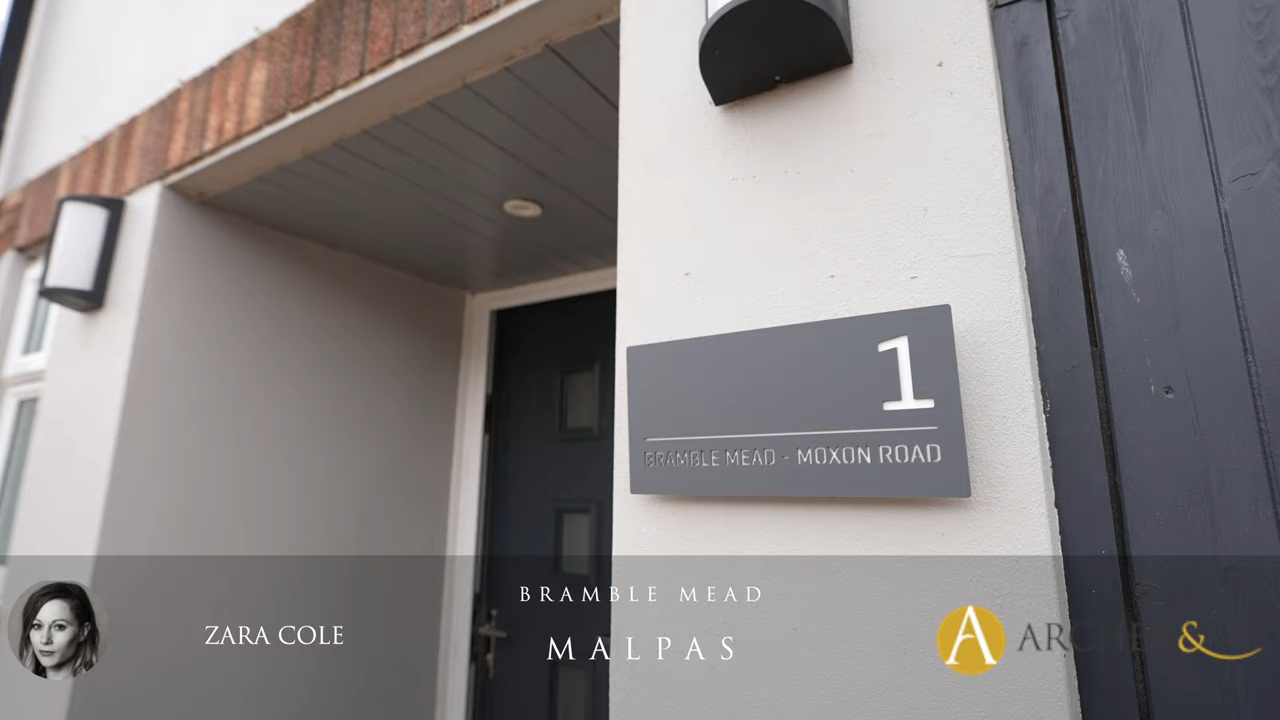 1
BRAMBLE MEAD - MOXON ROAD
BRAMBLE MEAD
MALPAS
ZARA COLE
A
&